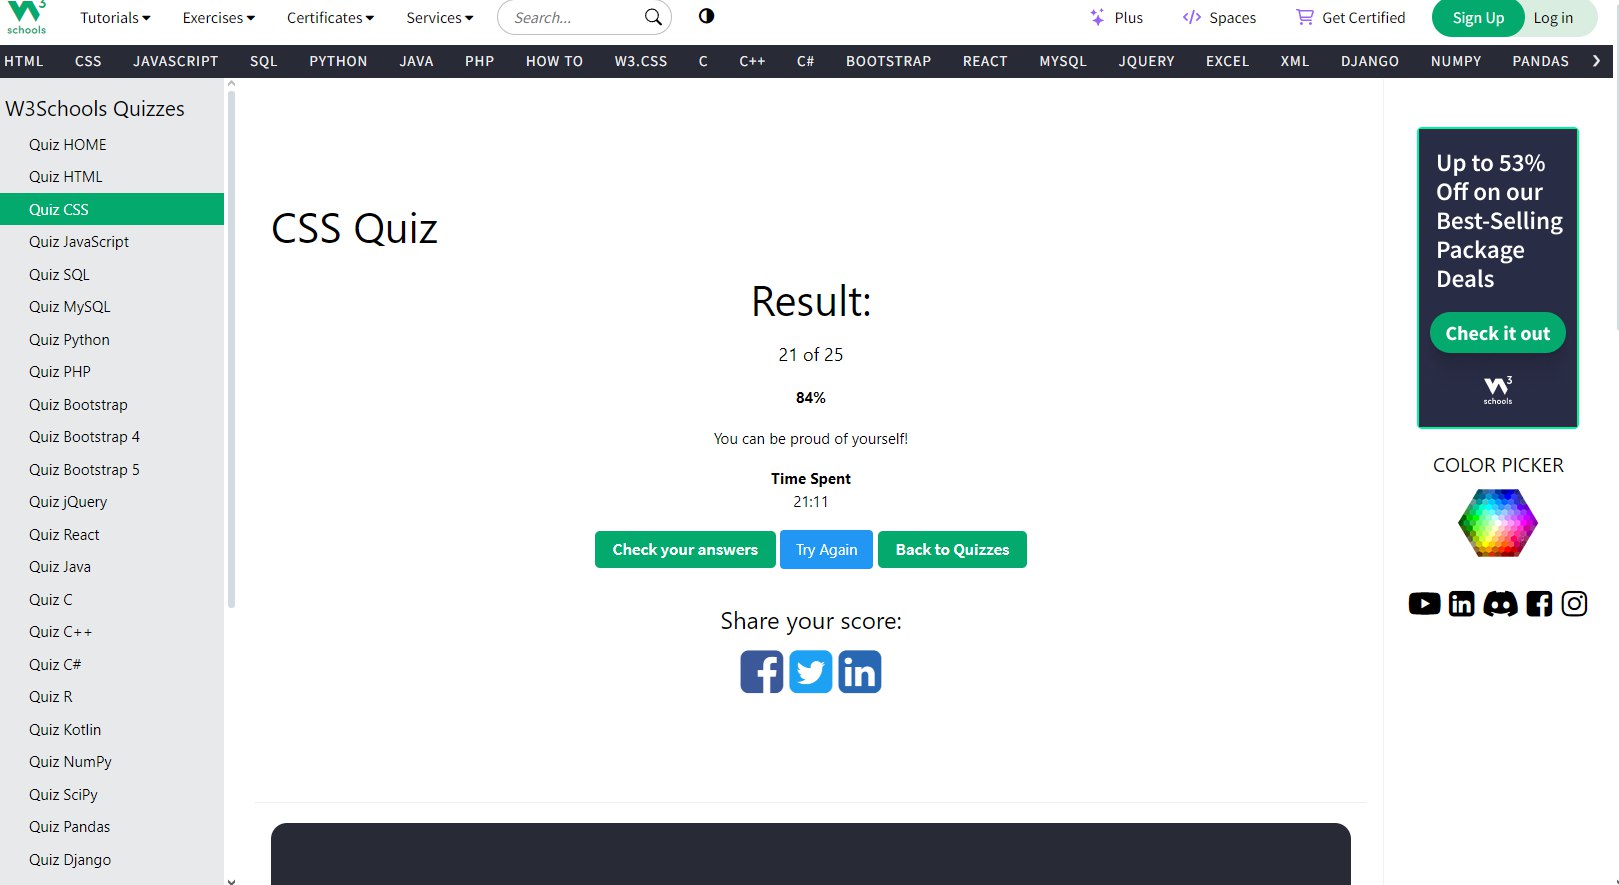 W3 schools
Tutorials Exercises Certificates Services Search... Plus Spaces Get Certified Sign Up Log in
HTML CSS JAVASCRIPT SQL PYTHON JAVA PHP HOW TO W3.CSS C C++ C# BOOTSTRAP REACT MYSQL JQUERY EXCEL XML DJANGO NUMPY PANDAS
W3Schools Quizzes
Quiz HOME
Quiz HTML
Quiz CSS
Quiz JavaScript
Quiz SQL
Quiz MySQL
Quiz Python
Quiz PHP
Quiz Bootstrap
Quiz Bootstrap 4
Quiz Bootstrap 5
Quiz jQuery
Quiz React
Quiz Java
Quiz C
Quiz C++
Quiz C#
Quiz R
Quiz Kotlin
Quiz NumPy
Quiz SciPy
Quiz Pandas
Quiz Django
CSS Quiz
Result:
21 of 25
84%
You can be proud of yourself!
Time Spent
21:11
Check your answers Try Again Back to Quizzes
Share your score:
Up to 53%
Off on our
Best-Selling
Package
Deals
Check it out
W3 schools
COLOR PICKER